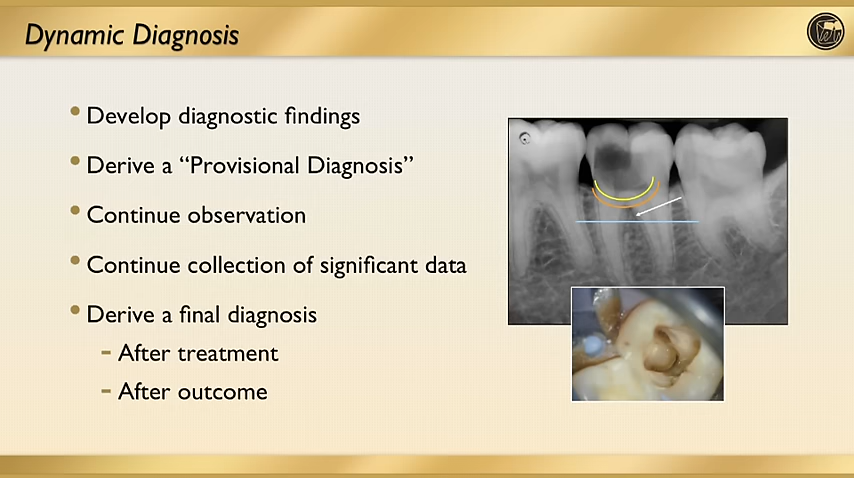 Dynamic Diagnosis
Develop diagnostic findings
Derive a “Provisional Diagnosis”
Continue observation
Continue collection of significant data
Derive a final diagnosis
- After treatment
- After outcome